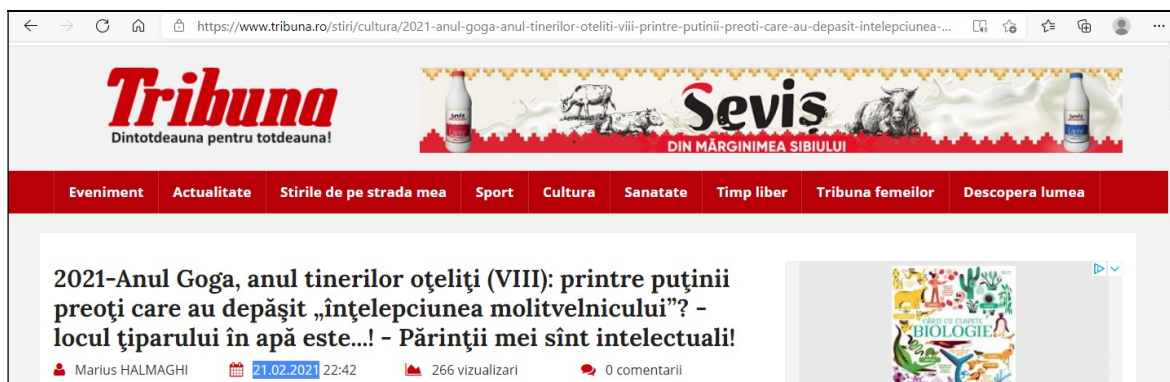 https://www.tribuna.ro/stiri/cultura/2021-anul-goga-anul-tinerilor-oteliti-viii-printre-putinii-preoti-care-au-depasit-intelepciunea-...
Tribuna
Dintotdeauna pentru totdeauna!
Seviș
DIN MĂRGINIMEA SIBIULUI
Eveniment Actualitate Stirile de pe strada mea Sport Cultura Sanatate Timp liber Tribuna femeilor Descopera lumea
2021-Anul Goga, anul tinerilor oţeliţi (VIII): printre puţinii
preoţi care au depăşit „înţelepciunea molitvelnicului”? -
locul ţiparului în apă este...! - Părinţii mei sînt intelectuali!
Marius HALMAGHI 21.02.2021 22:42 266 vizualizari 0 comentarii
CARTI CU CLAPETE
BIOLOGIE